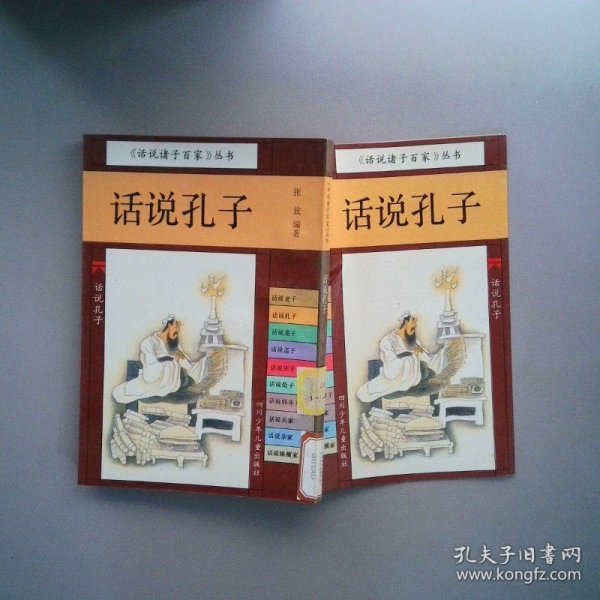 《话说诸子百家》丛书
话说孔子
张放编著
话说孔子
话说老子
话说孔子
话说墨子
话说孟子
话说庄子
话说荀子
话说韩非子
话说兵家
话说杂家
话说纵横家
四川少年儿童出版社
话说孔子
《话说诸子百家》丛书
话说孔子
话说孔子
四川少年儿童出版社
孔夫子旧书网
www.kongfz.com